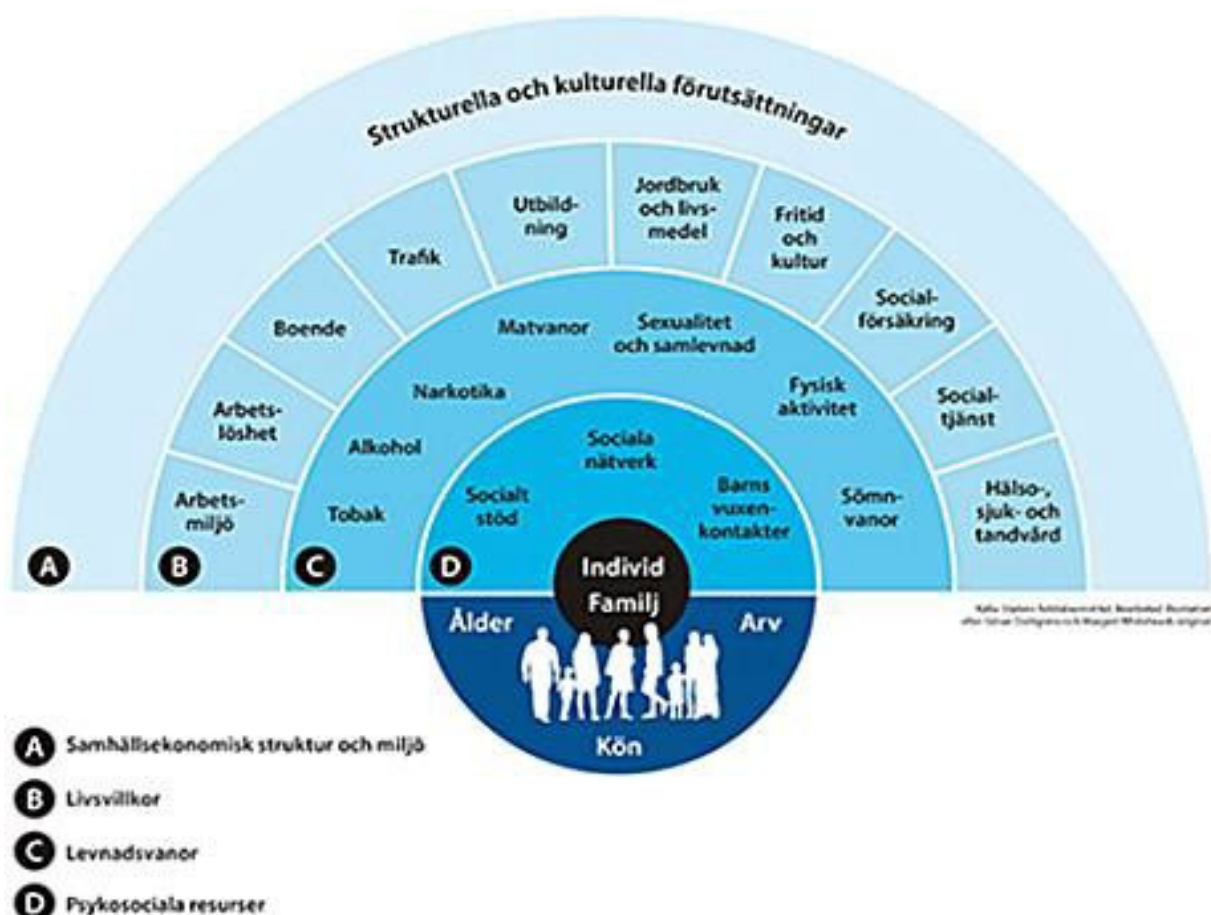 Strukturella och kulturella förutsättningar
Utbild-
ning
Jordbruk
och livs-
medel
Fritid
och
kultur
Trafik
Social-
försäkring
Boende
Matvanor
Sexualitet
och samlevnad
Narkotika
Fysisk
aktivitet
Social-
tjänst
Arbets-
löshet
Alkohol
Sociala
nätverk
Arbets-
miljö
Tobak
Socialt
stöd
Barns
vuxen-
kontakter
Sömn-
vanor
Hälso-,
sjuk- och
tandvård
A
B
C
D
Individ
Familj
Ålder
Arv
Kön
A Samhällsekonomisk struktur och miljö
B Livsvillkor
C Levnadsvanor
D Psykosociala resurser